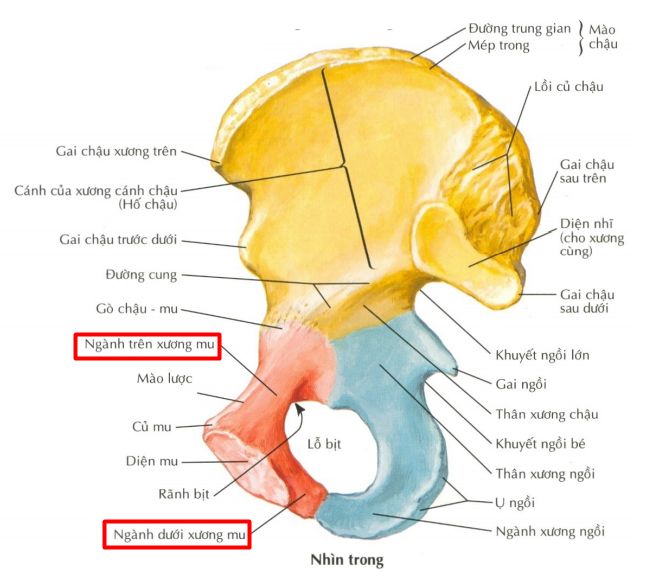 Đường trung gian
Mép trong
Mào
chậu
Lồi củ chậu
Gai chậu xương trên
Gai chậu
sau trên
Cánh của xương cánh chậu
(Hố chậu)
Diện nhĩ
(cho xương
cùng)
Gai chậu trước dưới
Đường cung
Gai chậu
sau dưới
Gò chậu - mu
Ngành trên xương mu
Khuyết ngồi lớn
Mào lược
Gai ngồi
Thân xương chậu
Củ mu
Lỗ bịt
Khuyết ngồi bé
Diện mu
Thân xương ngồi
Rãnh bịt
Ụ ngồi
Ngành dưới xương mu
Ngành xương ngồi
Nhìn trong